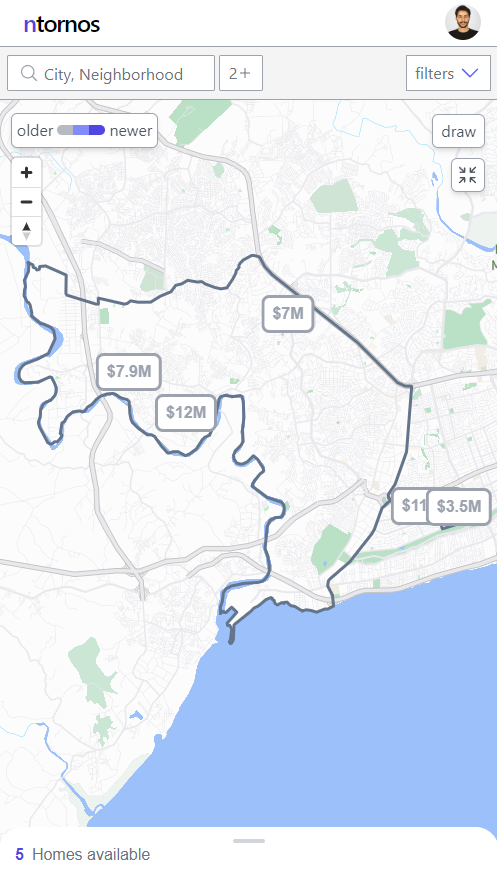 ntornos
City, Neighborhood
2+
filters
older
newer
draw
$7M
$7.9M
$12M
$11
$3.5M
5 Homes available